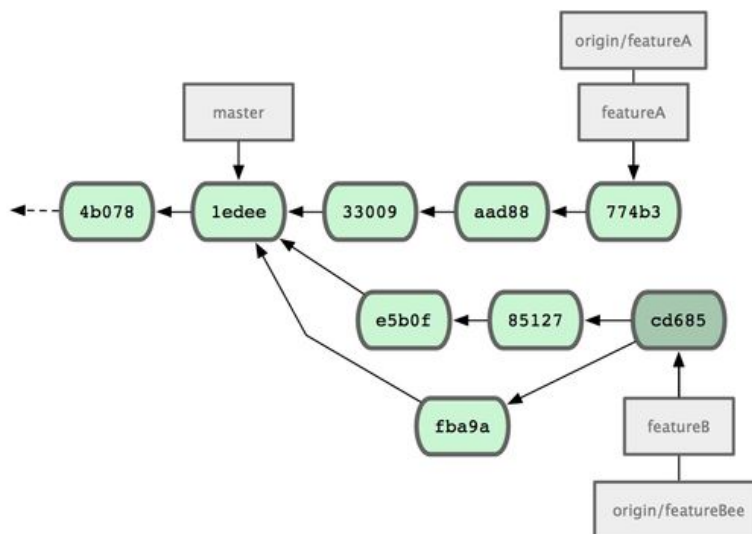 origin/featureA
master
featureA
4b078
1edee
33009
aad88
774b3
e5b0f
85127
cd685
fba9a
featureB
origin/featureBee